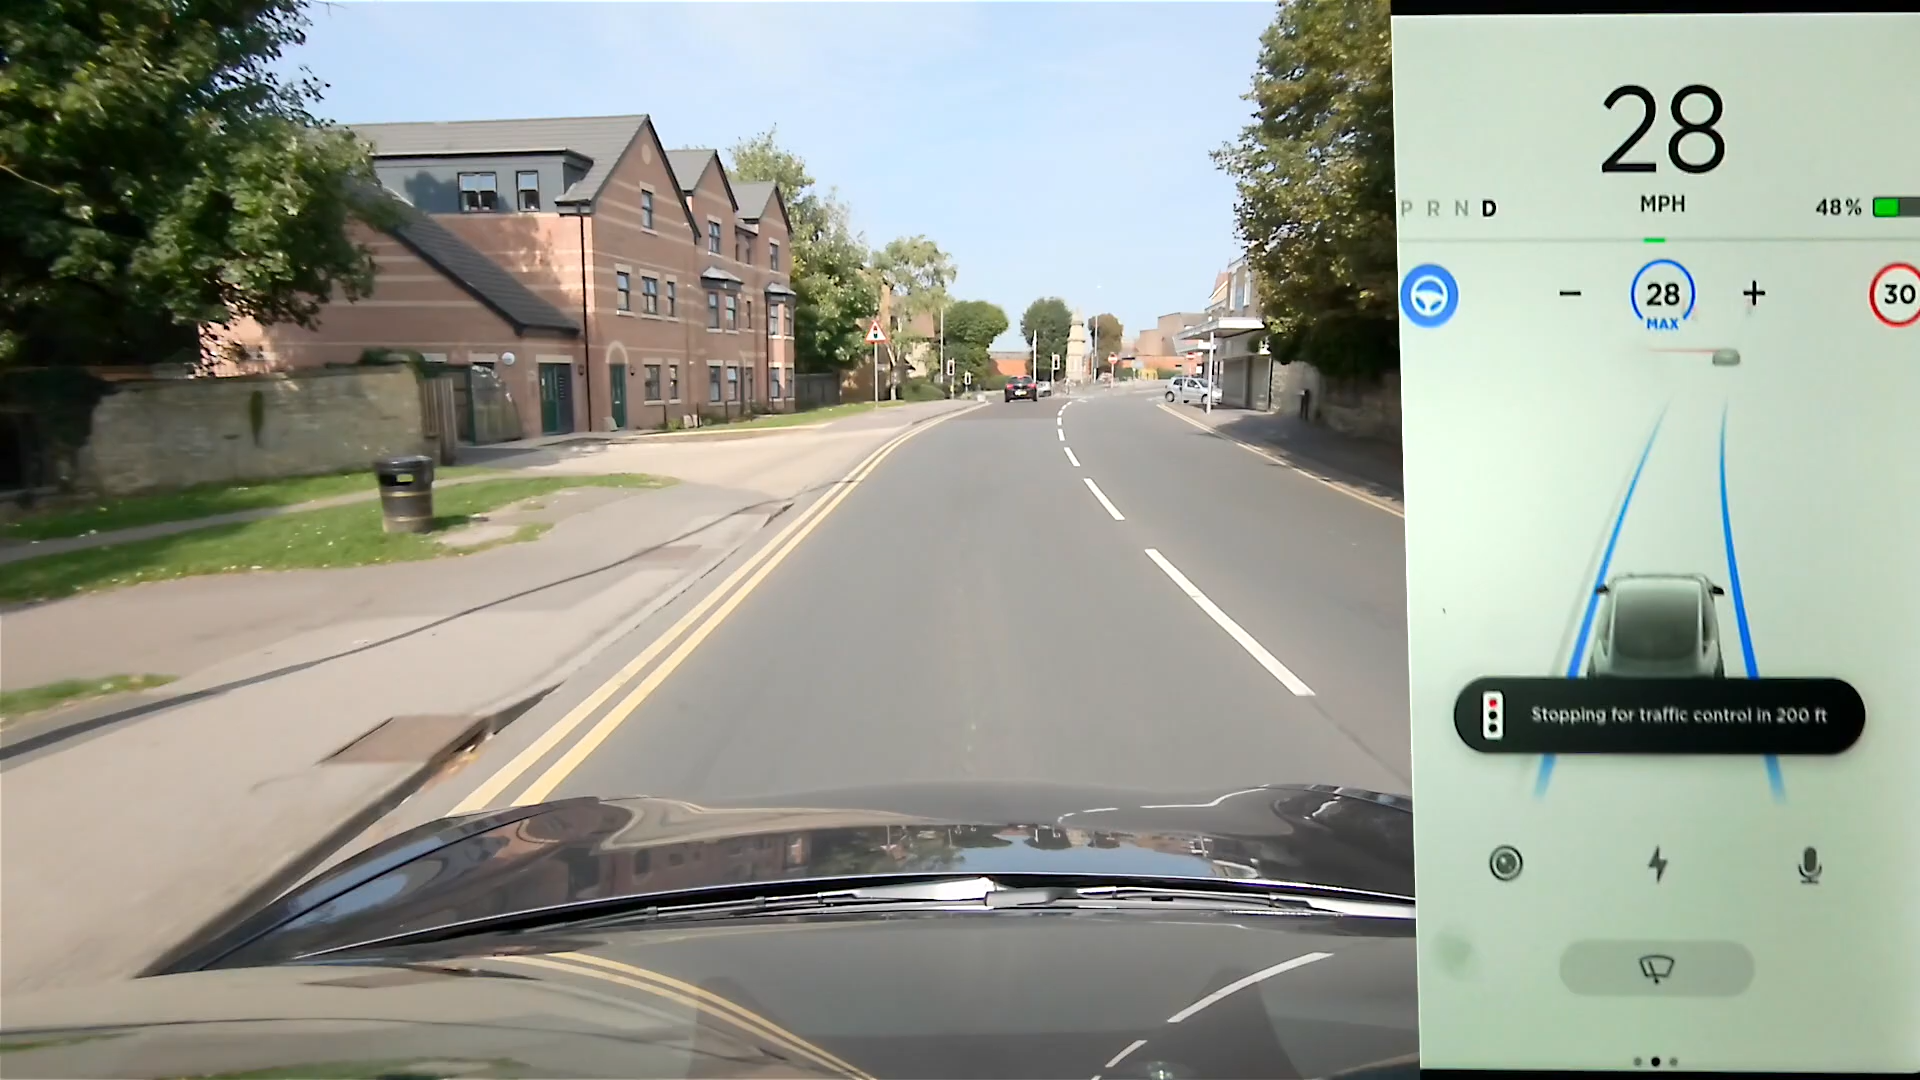 28
MPH
P R N D
48%
28
MAX
30
Stopping for traffic control in 200 ft